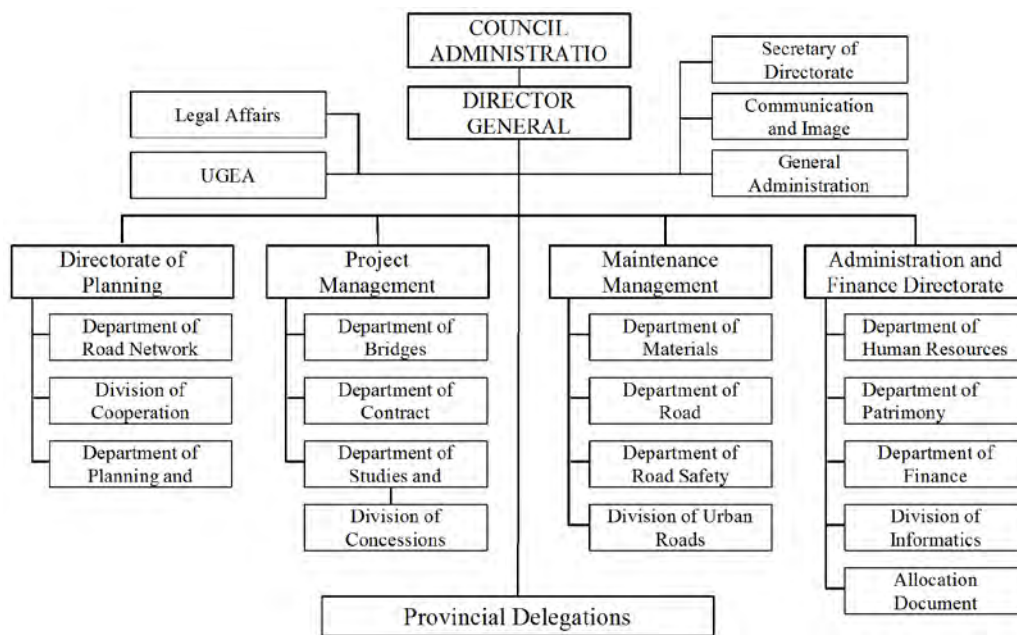 COUNCIL
ADMINISTRATIO
DIRECTOR
GENERAL
Legal Affairs
UGEA
Secretary of
Directorate
Communication
and Image
General
Administration
Directorate of
Planning
Department of
Road Network
Division of
Cooperation
Department of
Planning and
Project
Management
Department of
Bridges
Department of
Contract
Department of
Studies and
Division of
Concessions
Maintenance
Management
Department of
Materials
Department of
Road
Department of
Road Safety
Division of Urban
Roads
Administration and
Finance Directorate
Department of
Human Resources
Department of
Patrimony
Department of
Finance
Division of
Informatics
Allocation
Document
Provincial Delegations